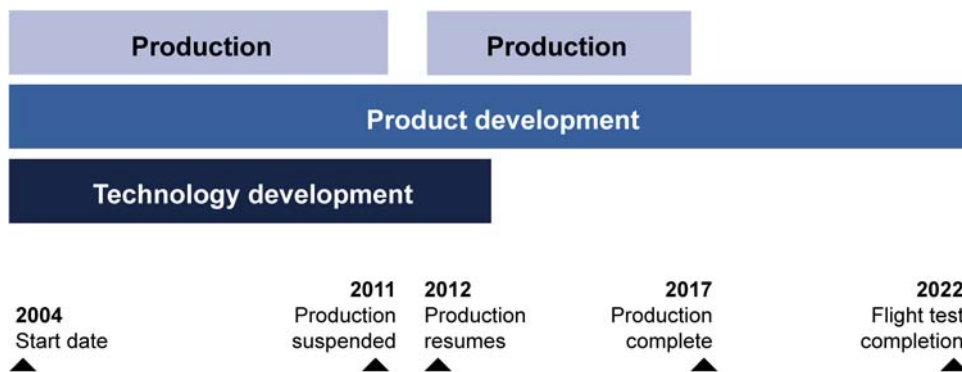 Production
Production
Product development
Technology development
2004
Start date
2011
Production
suspended
2012
Production
resumes
2017
Production
complete
2022
Flight test
completion